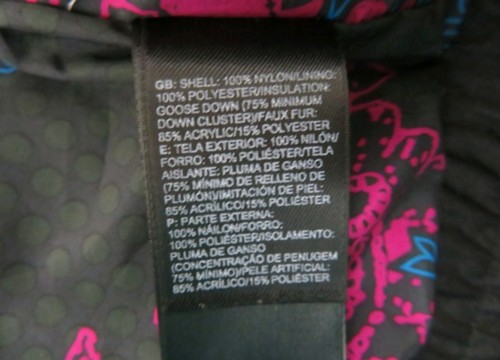 GB: SHELL: 100% NYLON/LINING:
100% POLYESTER/INSULATION:
GOOSE DOWN (75% MINIMUM
DOWN CLUSTER)/FAUX FUR:
85% ACRYLIC/15% POLYESTER
E: TELA EXTERIOR: 100% NILÓN/
FORRO: 100% POLIÉSTER/TELA
AISLANTE: PLUMA DE GANSO
(75% MÍNIMO DE RELLENO DE
PLUMÓN/IMITACIÓN DE PIEL:
85% ACRÍLICO/15% POLIÉSTER
P: PARTE EXTERNA:
100% NÁILON/FORRO:
100% POLIÉSTER/ISOLAMENTO:
PLUMA DE GANSO
(CONCENTRAÇÃO DE PENUGEM
75% MÍNIMO)/PELE ARTIFICIAL:
85% ACRÍLICO/15% POLIÉSTER